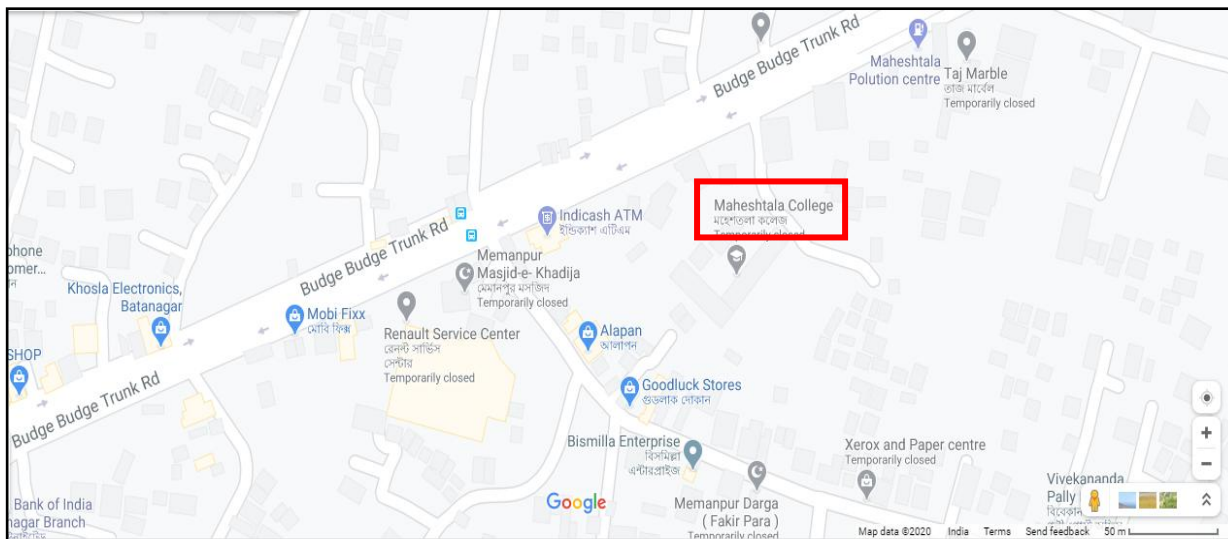 Budge Budge Trunk Rd
Maheshtala
Polution centre
Taj Marble
তাজ মার্বেল
Temporarily closed
Maheshtala College
মহেশতলা কলেজ
Temporarily closed
Indicash ATM
ইন্ডিক্যাশ এটিএম
Budge Budge Trunk Rd
Memanpur
Masjid-e- Khadija
মেমানপুর মসজিদ
Temporarily closed
phone
omer...
Khosla Electronics,
Batanagar
Mobi Fixx
মোবি ফিক্স
Renault Service Center
রেনল্ট সার্ভিস
সেন্টার
Temporarily closed
Alapan
আলাপন
SHOP
Goodluck Stores
গুডলাক দোকান
Budge Budge Trunk Rd
Bismilla Enterprise
বিসমিল্লা
এন্টারপ্রাইজ
Xerox and Paper centre
Temporarily closed
Vivekananda
Pally
Bank of India
nagar Branch
Google
Memanpur Darga
( Fakir Para )
Temporarily closed
Map data ©2020 India Terms Send feedback 50 m